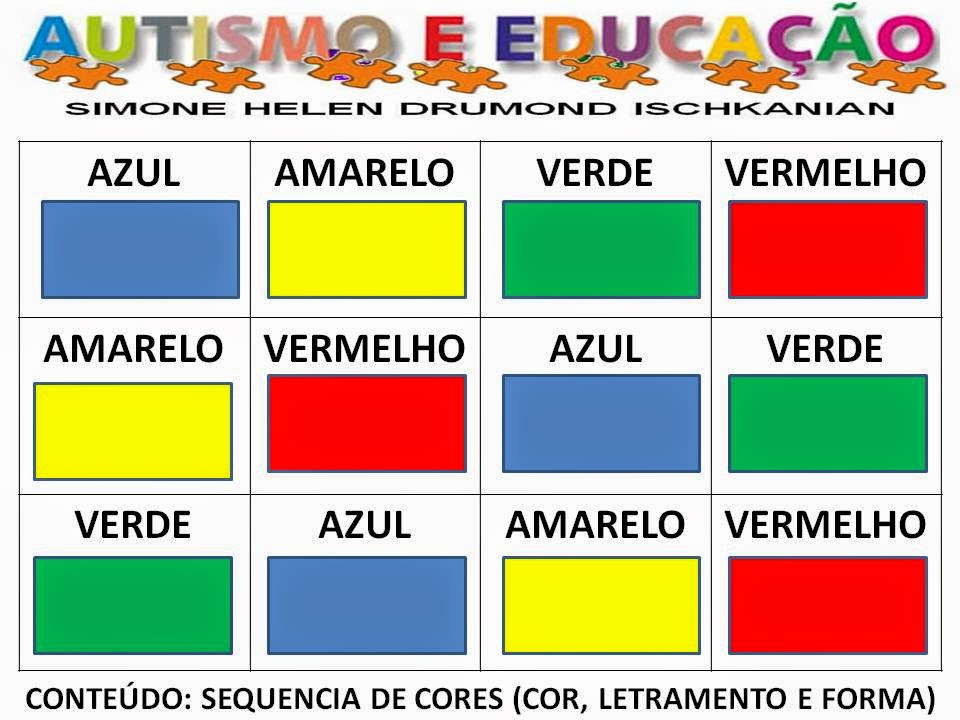 AUTISMO E EDUCAÇÃO
SIMONE HELEN DRUMOND ISCHKANIAN
AZUL AMARELO VERDE VERMELHO
AMARELO VERMELHO AZUL VERDE
VERDE AZUL AMARELO VERMELHO
CONTEÚDO: SEQUENCIA DE CORES (COR, LETRAMENTO E FORMA)